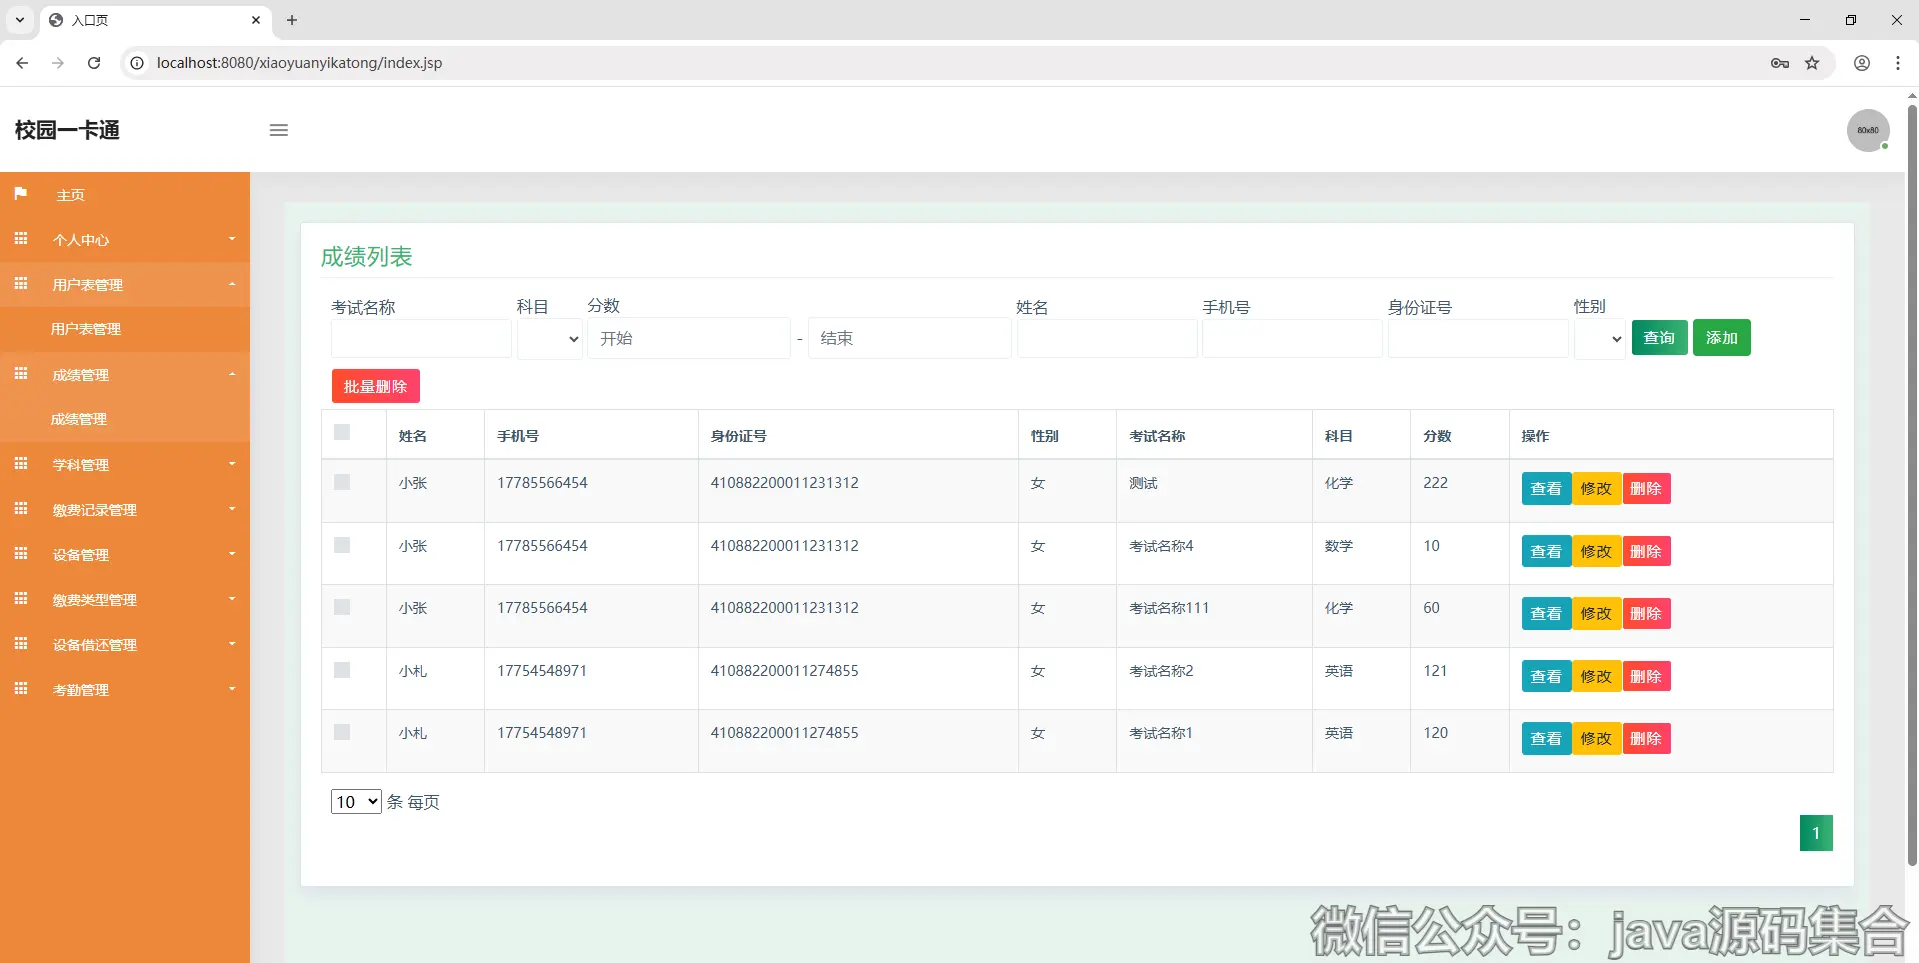 入口页
localhost:8080/xiaoyuanyikatong/index.jsp
校园一卡通
60x60
主页
个人中心
用户表管理
用户表管理
成绩管理
成绩管理
学科管理
缴费记录管理
设备管理
缴费类型管理
设备借还管理
考勤管理
成绩列表
考试名称 科目 分数 姓名 手机号 身份证号 性别
开始 - 结束 查询 添加
批量删除
姓名 手机号 身份证号 性别 考试名称 科目 分数 操作
小张 17785566454 410882200011231312 女 测试 化学 222 查看 修改 删除
小张 17785566454 410882200011231312 女 考试名称4 数学 10 查看 修改 删除
小张 17785566454 410882200011231312 女 考试名称111 化学 60 查看 修改 删除
小札 17754548971 410882200011274855 女 考试名称2 英语 121 查看 修改 删除
小札 17754548971 410882200011274855 女 考试名称1 英语 120 查看 修改 删除
10 条 每页
1
微信公众号：java源码集合